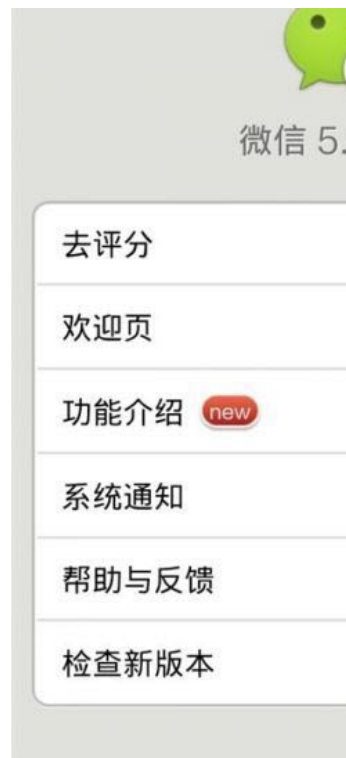 微信 5.
去评分
欢迎页
功能介绍 new
系统通知
帮助与反馈
检查新版本